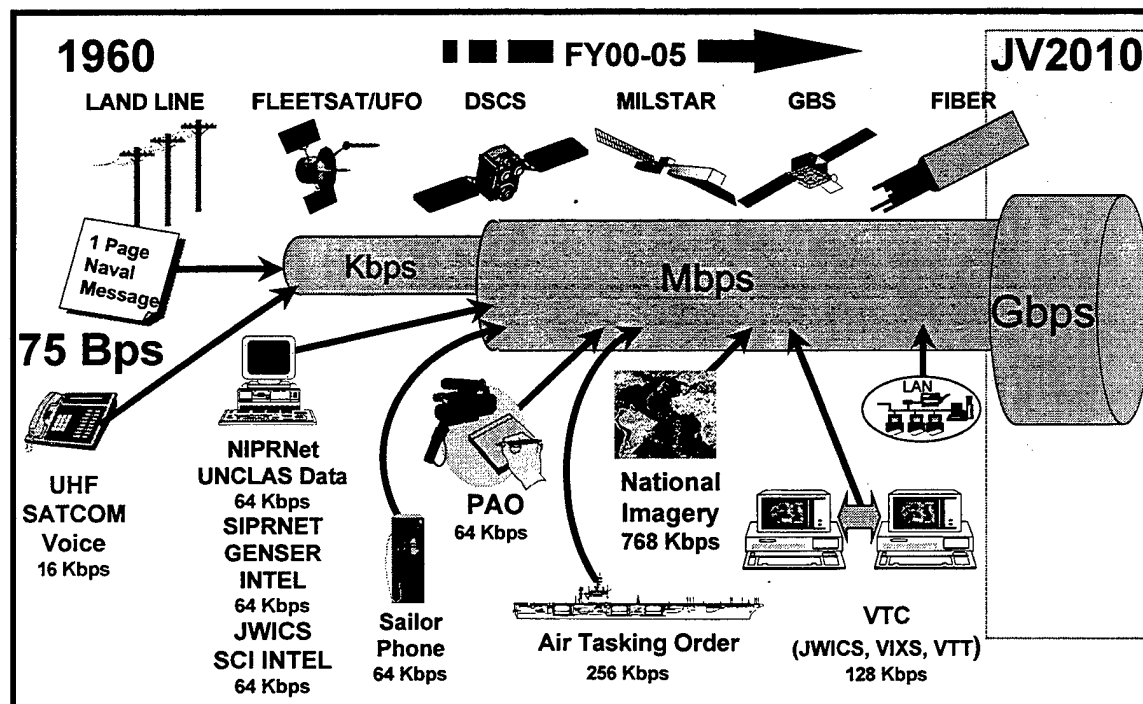 1960
FY00-05
JV2010
LAND LINE
FLEETSAT/UFO
DSCS
MILSTAR
GBS
FIBER
1 Page
Naval
Message
Kbps
Mbps
Gbps
75 Bps
LAN
UHF
SATCOM
Voice
16 Kbps
NIPRNet
UNCLAS Data
64 Kbps
SIPRNET
GENSER
INTEL
64 Kbps
JWICS
SCI INTEL
64 Kbps
Sailor
Phone
64 Kbps
PAO
64 Kbps
Air Tasking Order
256 Kbps
National
Imagery
768 Kbps
VTC
(JWICS, VIXS, VTT)
128 Kbps